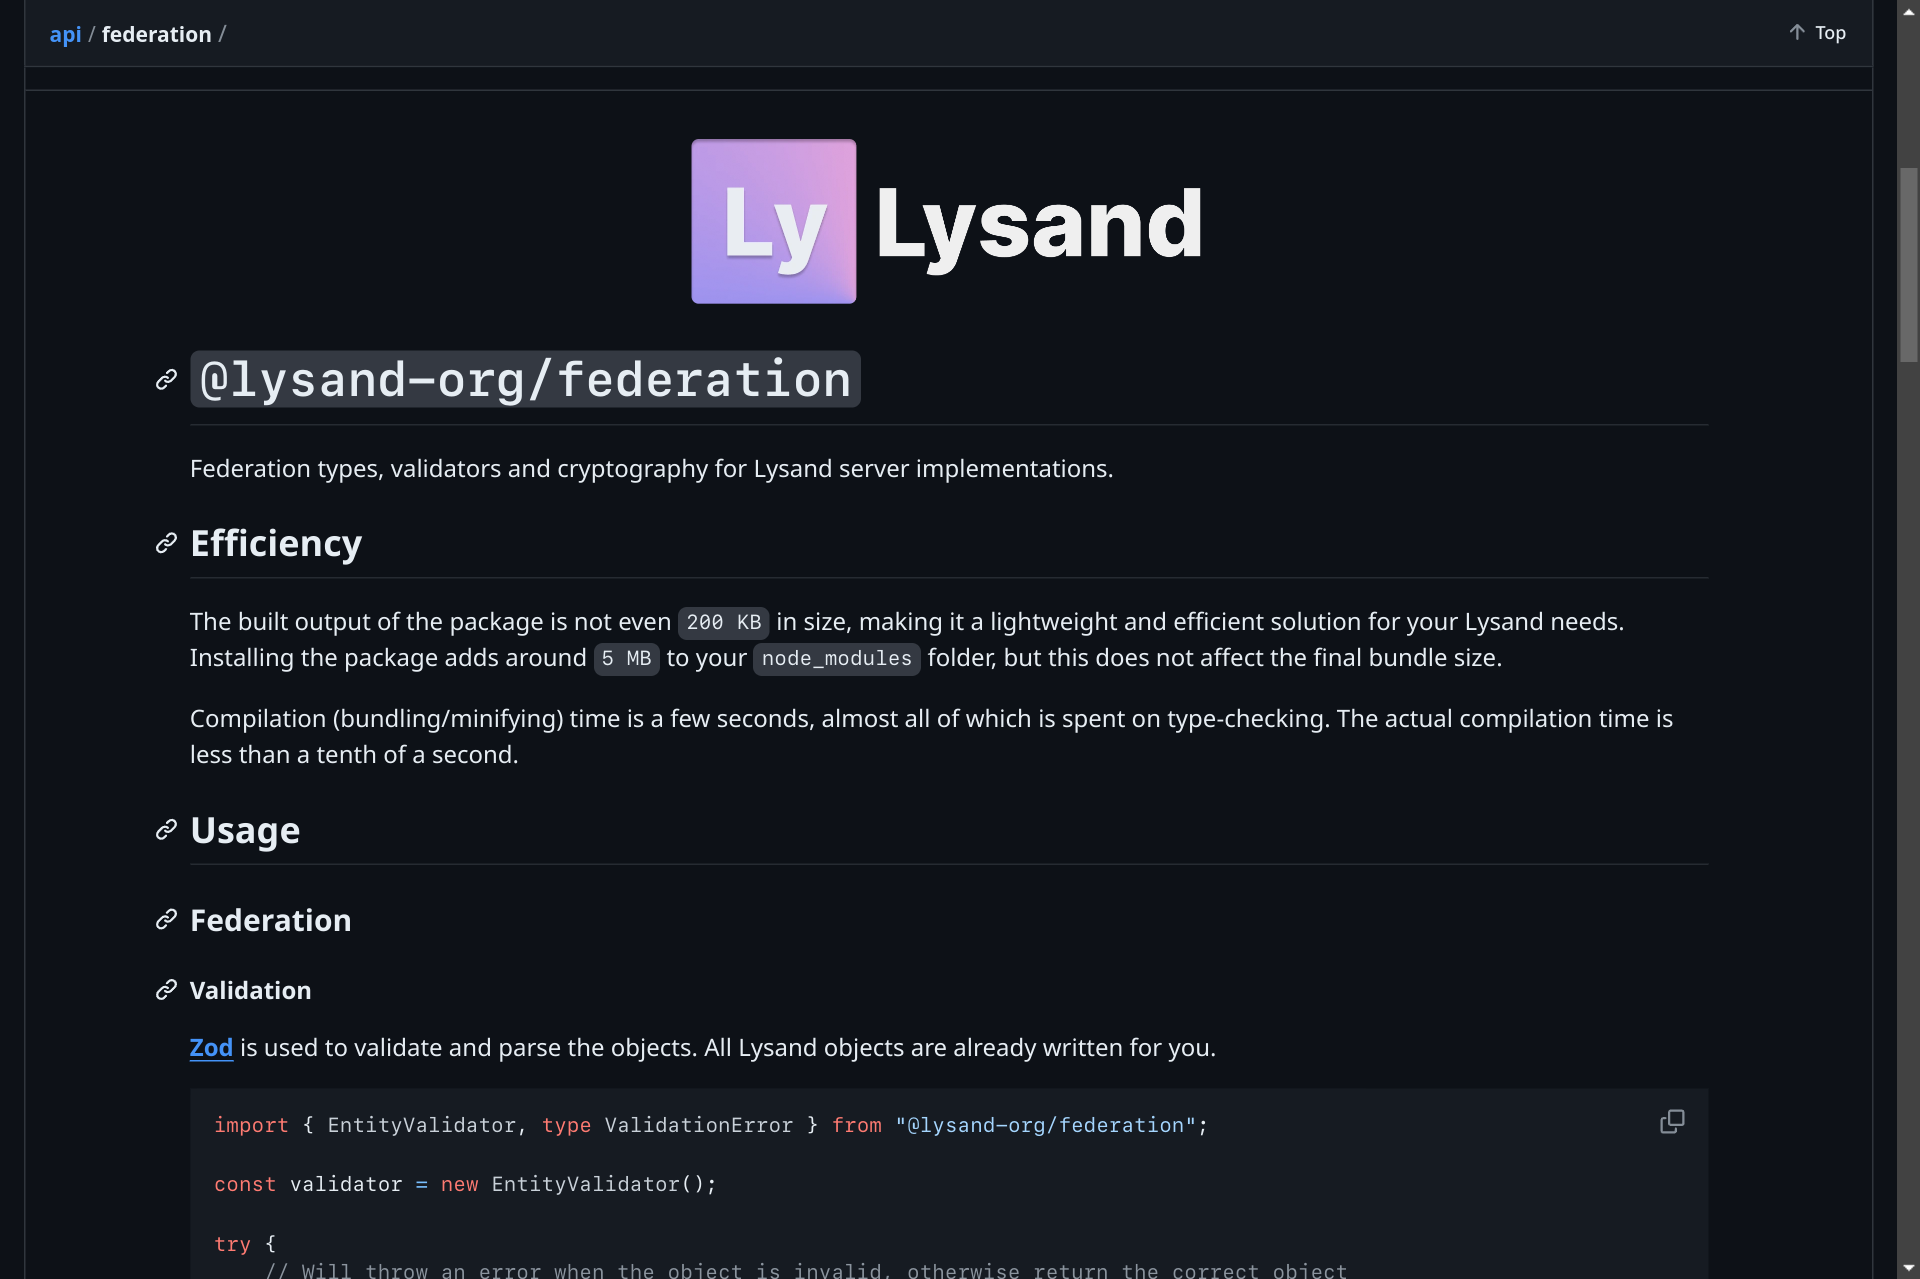 api / federation /
Top
Ly Lysand
@lysand-org/federation
Federation types, validators and cryptography for Lysand server implementations.
Efficiency
The built output of the package is not even 200 KB in size, making it a lightweight and efficient solution for your Lysand needs.
Installing the package adds around 5 MB to your node_modules folder, but this does not affect the final bundle size.
Compilation (bundling/minifying) time is a few seconds, almost all of which is spent on type-checking. The actual compilation time is
less than a tenth of a second.
Usage
Federation
Validation
Zod is used to validate and parse the objects. All Lysand objects are already written for you.
import { EntityValidator, type ValidationError } from "@lysand-org/federation";
const validator = new EntityValidator();
try {
// Will throw an error when the object is invalid, otherwise return the correct object